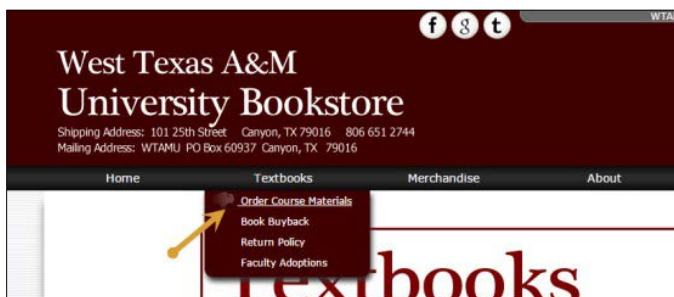 f g t
WTA
West Texas A&M
University Bookstore
Shipping Address: 101 25th Street Canyon, TX 79016 806 651 2744
Mailing Address: WTAMU PO Box 60937 Canyon, TX 79016
Home Textbooks Merchandise About
Order Course Materials
Book Buyback
Return Policy
Faculty Adoptions
Textbooks